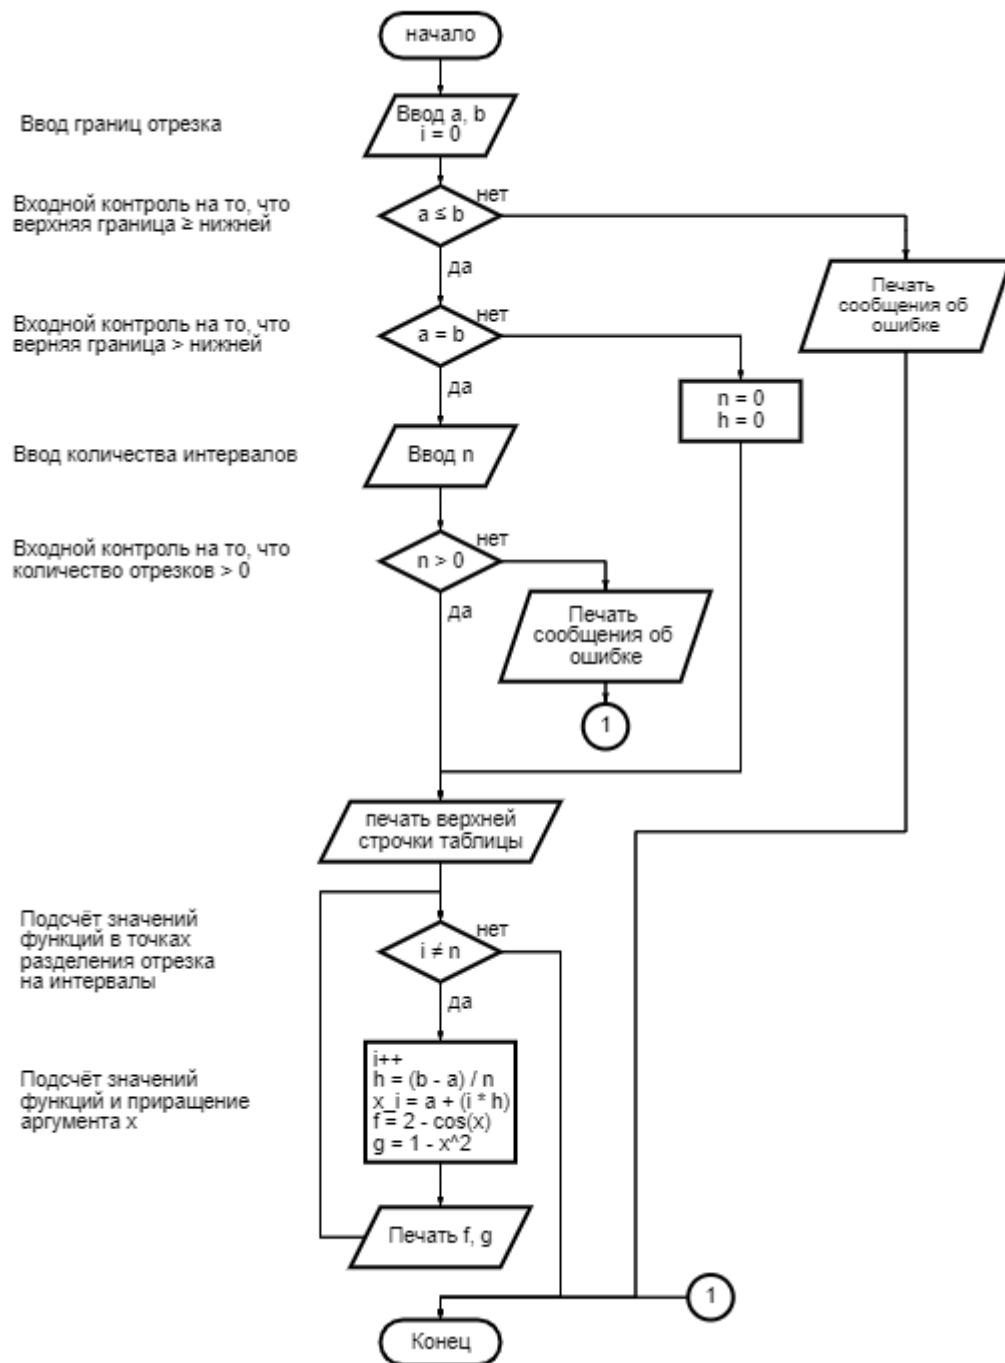 начало
Ввод границ отрезка
Ввод a, b
i = 0
Входной контроль на то, что
верхняя граница ≥ нижней
a ≤ b
нет
да
Печать
сообщения об
ошибке
Входной контроль на то, что
верняя граница > нижней
a = b
нет
да
n = 0
h = 0
Ввод количества интервалов
Ввод n
Входной контроль на то, что
количество отрезков > 0
n > 0
нет
да
Печать
сообщения об
ошибке
1
печать верхней
строчки таблицы
Подсчёт значений
функций в точках
разделения отрезка
на интервалы
i ≠ n
нет
да
Подсчёт значений
функций и приращение
аргумента x
i++
h = (b - a) / n
x_i = a + (i * h)
f = 2 - cos(x)
g = 1 - x^2
Печать f, g
1
Конец